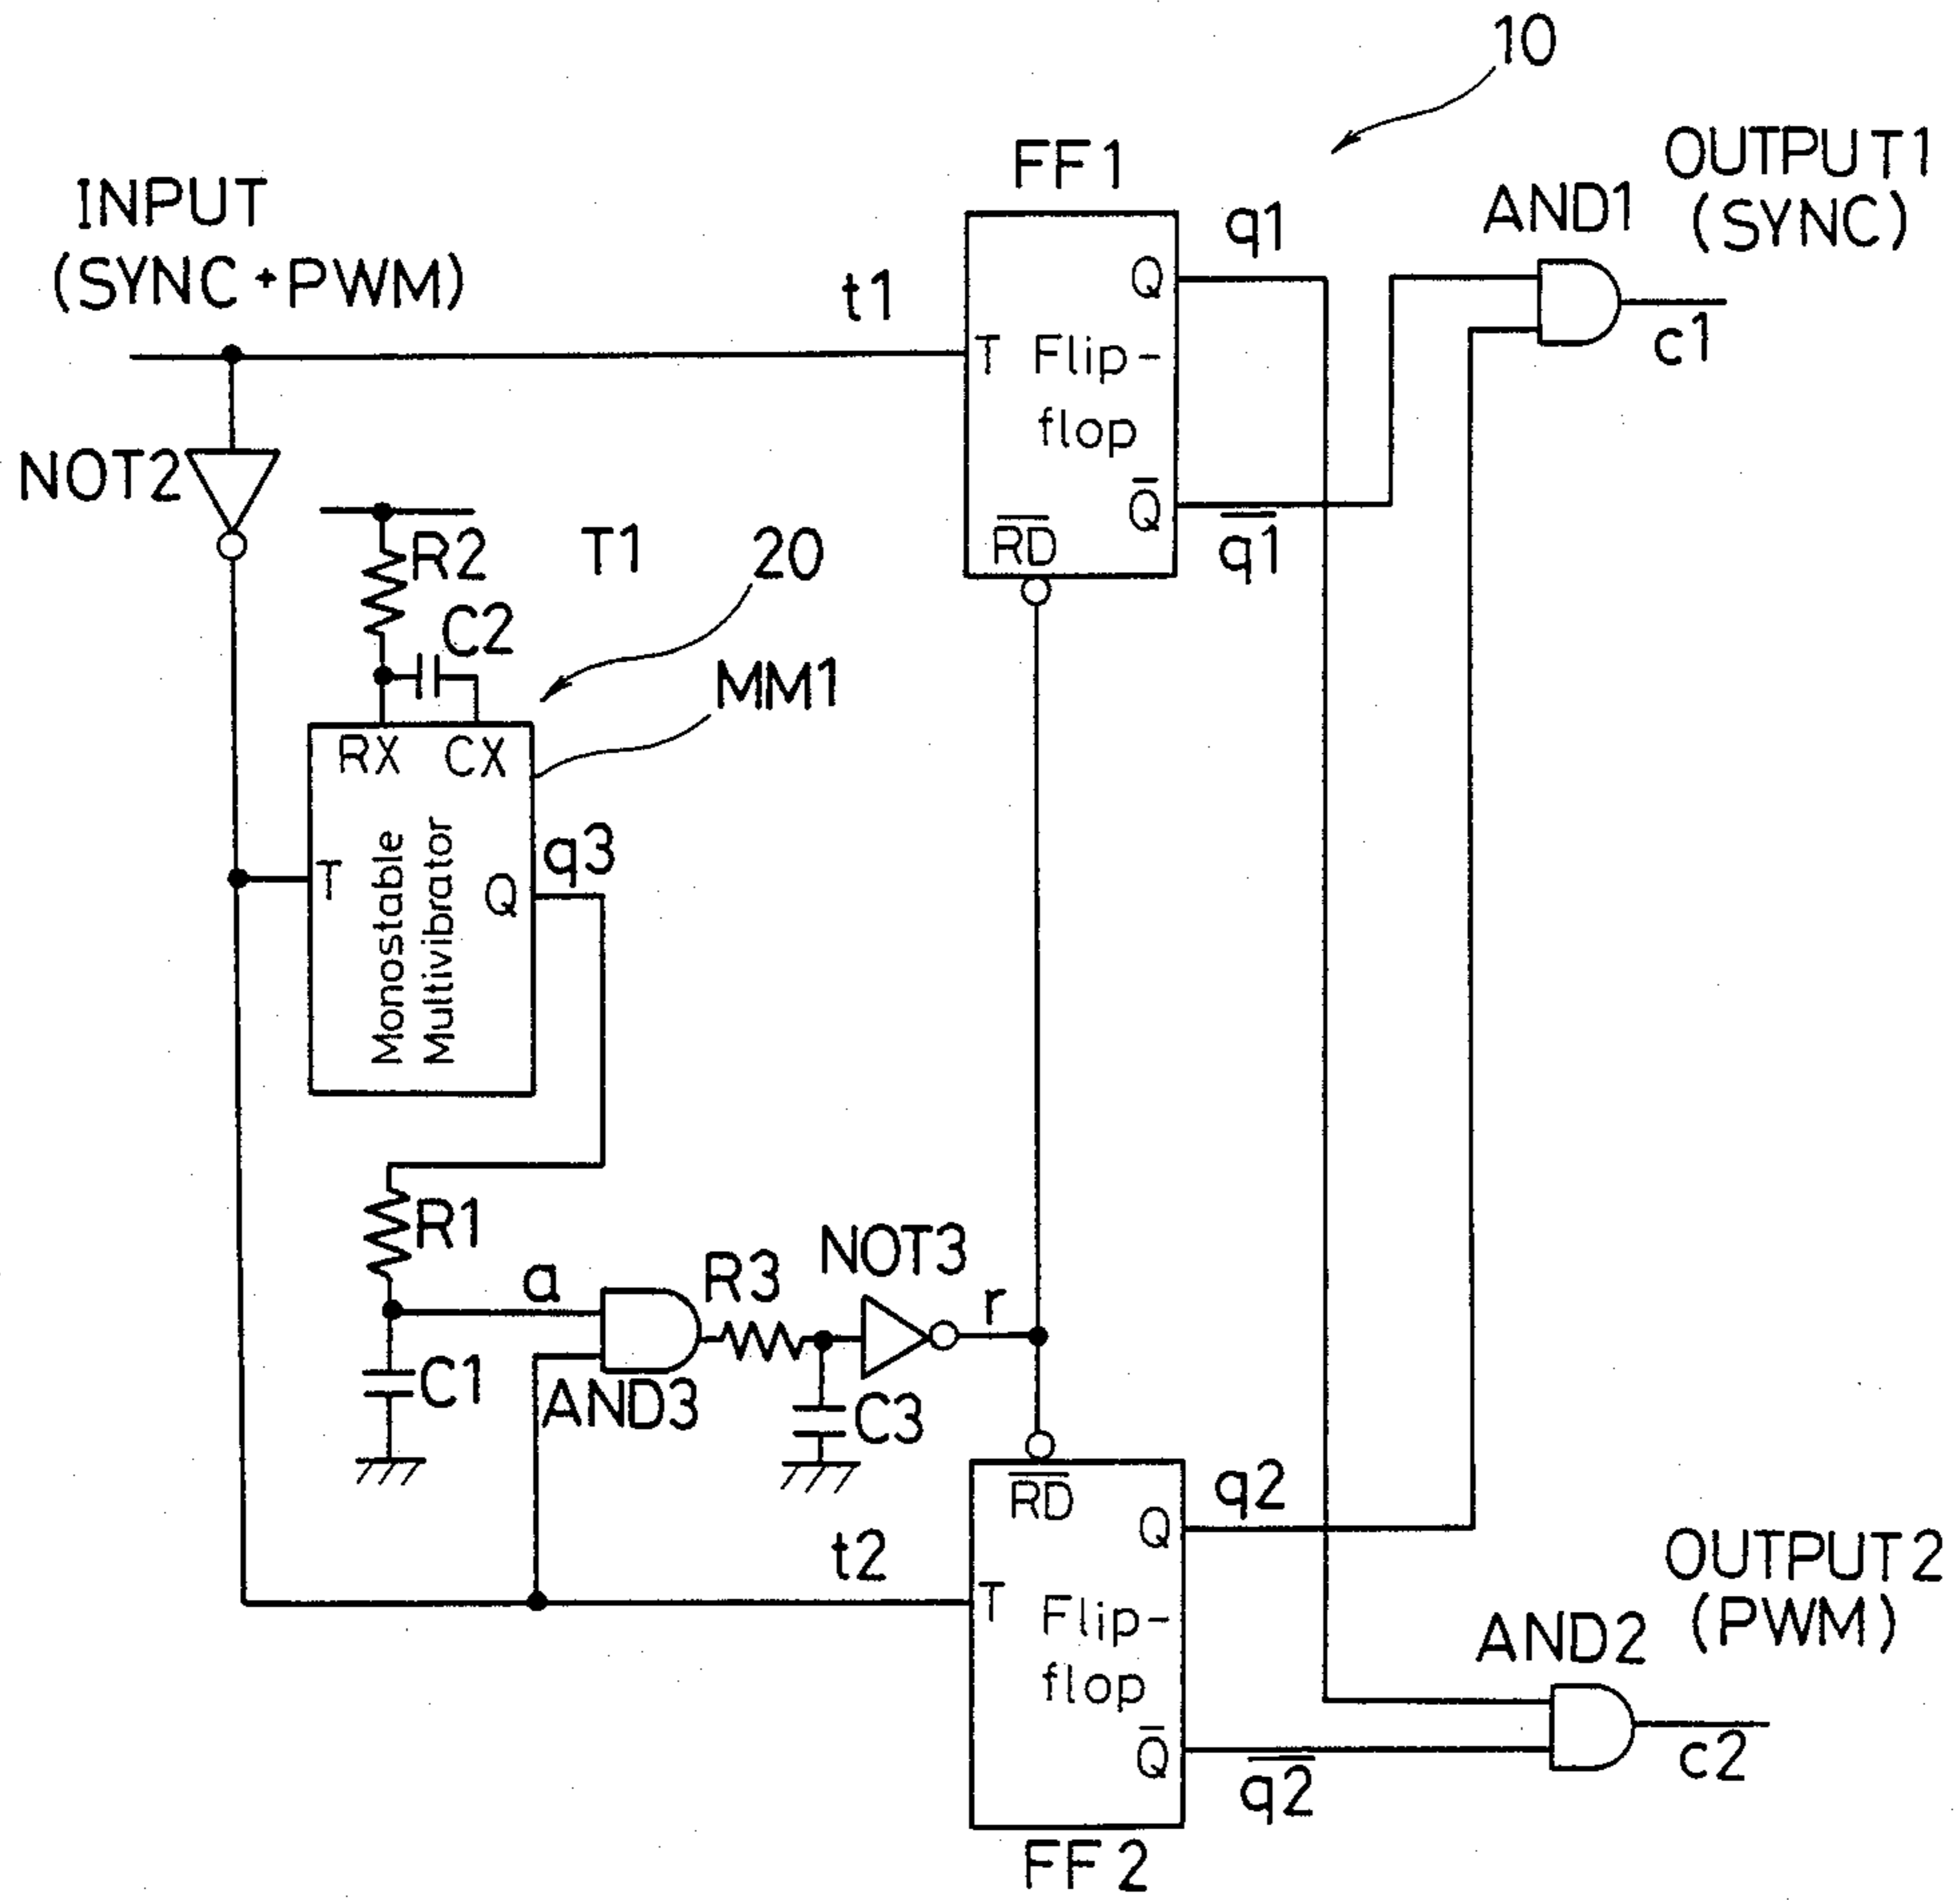 10
FF1
OUTPUT1
(SYNC)
AND1
INPUT
(SYNC+PWM)
t1
q1
Q
T Flip-
flop
c1
NOT2
Q̅
R̅D̅
q̅1̅
R2
T1
20
C2
MM1
RX CX
T
Monostable
Multivibrator
Q
q3
R1
a
R3
NOT3
r
C1
AND3
C3
R̅D̅
q2
Q
t2
T Flip-
flop
OUTPUT2
(PWM)
AND2
Q̅
q̅2̅
c2
FF2